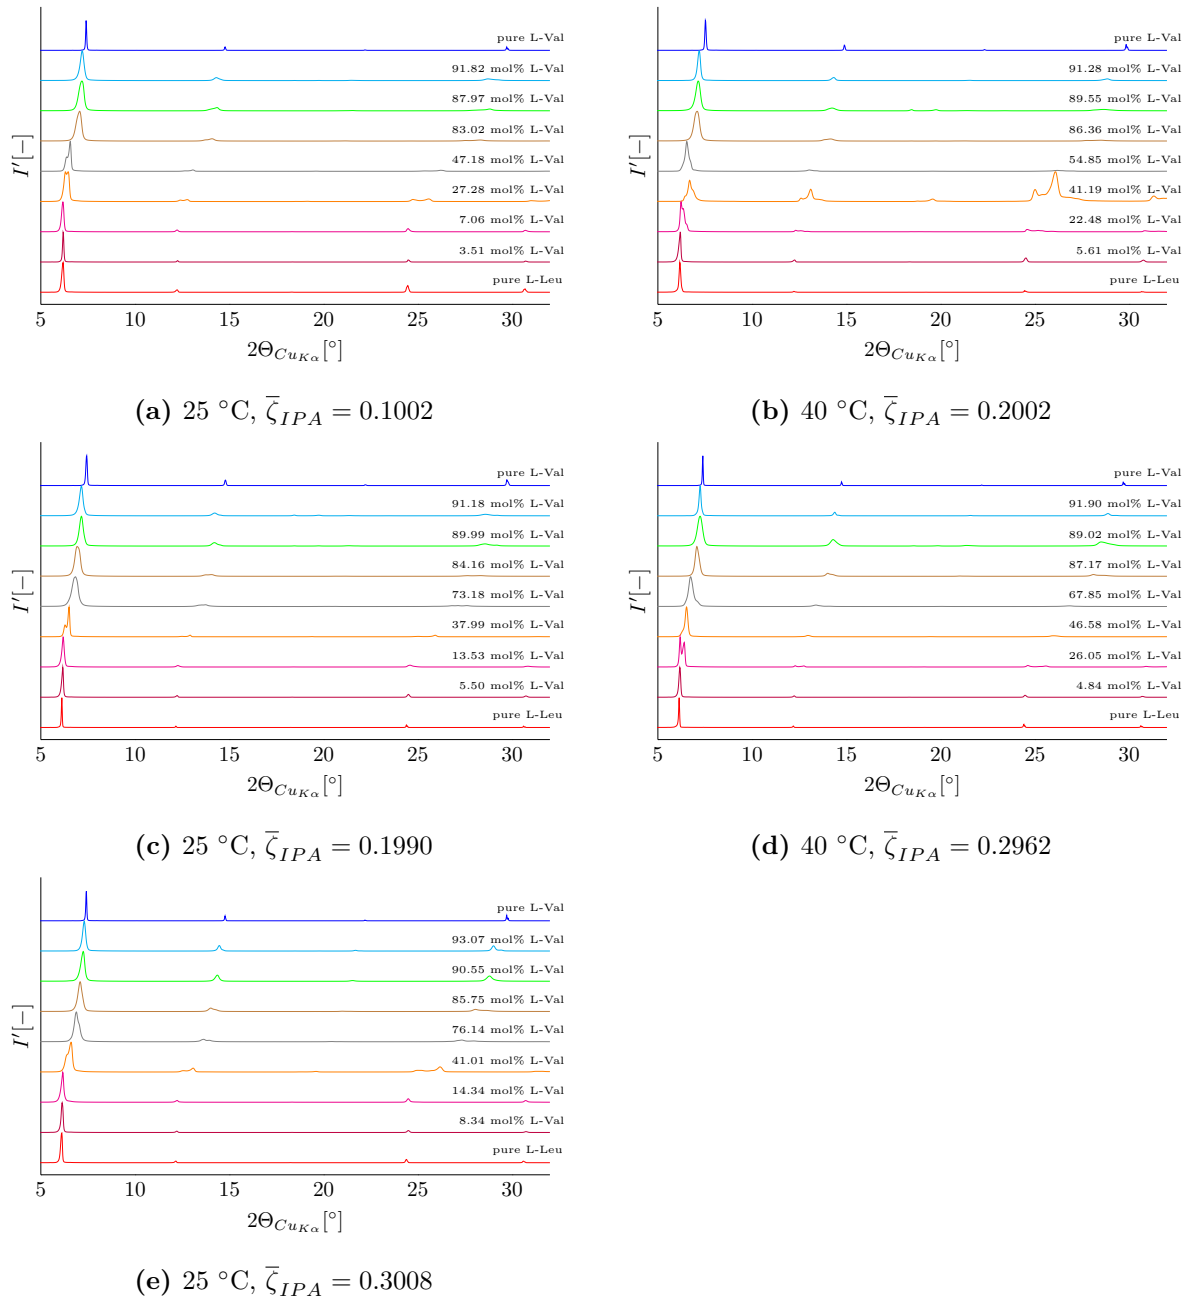 I′[−]
pure L-Val
91.82 mol% L-Val
87.97 mol% L-Val
83.02 mol% L-Val
47.18 mol% L-Val
27.28 mol% L-Val
7.06 mol% L-Val
3.51 mol% L-Val
pure L-Leu
5 10 15 20 25 30
2Θ_{Cu_{Kα}}[°]
(a) 25 °C, ζ̅_{IPA} = 0.1002
I′[−]
pure L-Val
91.28 mol% L-Val
89.55 mol% L-Val
86.36 mol% L-Val
54.85 mol% L-Val
41.19 mol% L-Val
22.48 mol% L-Val
5.61 mol% L-Val
pure L-Leu
5 10 15 20 25 30
2Θ_{Cu_{Kα}}[°]
(b) 40 °C, ζ̅_{IPA} = 0.2002
I′[−]
pure L-Val
91.18 mol% L-Val
89.99 mol% L-Val
84.16 mol% L-Val
73.18 mol% L-Val
37.99 mol% L-Val
13.53 mol% L-Val
5.50 mol% L-Val
pure L-Leu
5 10 15 20 25 30
2Θ_{Cu_{Kα}}[°]
(c) 25 °C, ζ̅_{IPA} = 0.1990
I′[−]
pure L-Val
91.90 mol% L-Val
89.02 mol% L-Val
87.17 mol% L-Val
67.85 mol% L-Val
46.58 mol% L-Val
26.05 mol% L-Val
4.84 mol% L-Val
pure L-Leu
5 10 15 20 25 30
2Θ_{Cu_{Kα}}[°]
(d) 40 °C, ζ̅_{IPA} = 0.2962
I′[−]
pure L-Val
93.07 mol% L-Val
90.55 mol% L-Val
85.75 mol% L-Val
76.14 mol% L-Val
41.01 mol% L-Val
14.34 mol% L-Val
8.34 mol% L-Val
pure L-Leu
5 10 15 20 25 30
2Θ_{Cu_{Kα}}[°]
(e) 25 °C, ζ̅_{IPA} = 0.3008